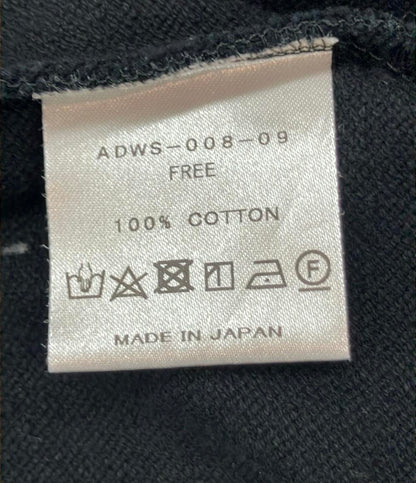 ADWS-008-09
FREE
100% COTTON
F
MADE IN JAPAN